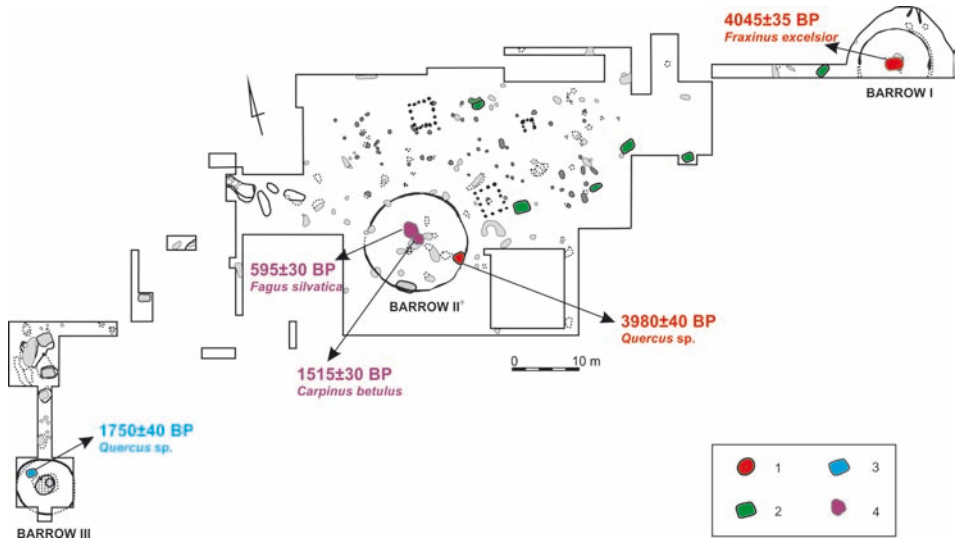 4045±35 BP
Fraxinus excelsior
BARROW I
595±30 BP
Fagus silvatica
BARROW II
3980±40 BP
Quercus sp.
0 10 m
1515±30 BP
Carpinus betulus
1750±40 BP
Quercus sp.
BARROW III
1 3
2 4